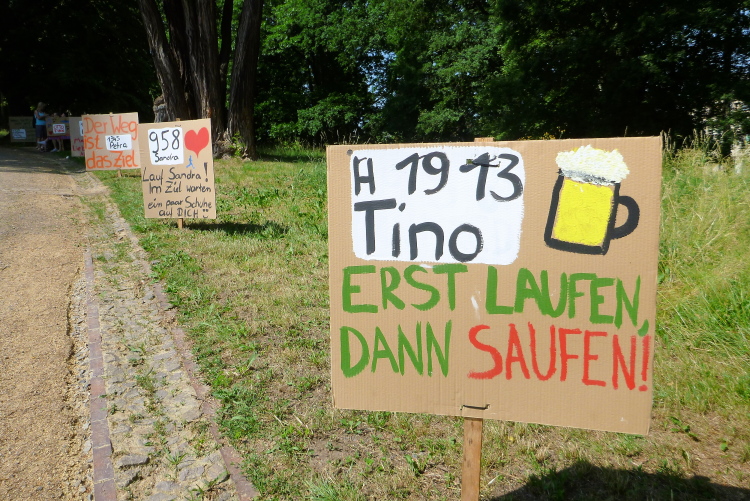 A 1913
Tino
ERST LAUFEN,
DANN SAUFEN!
958
Sandra
Lauf Sandra!
Im Ziel warten
ein paar Schuhe
auf DICH!!
Der Weg
ist
1345
Petra
das Ziel